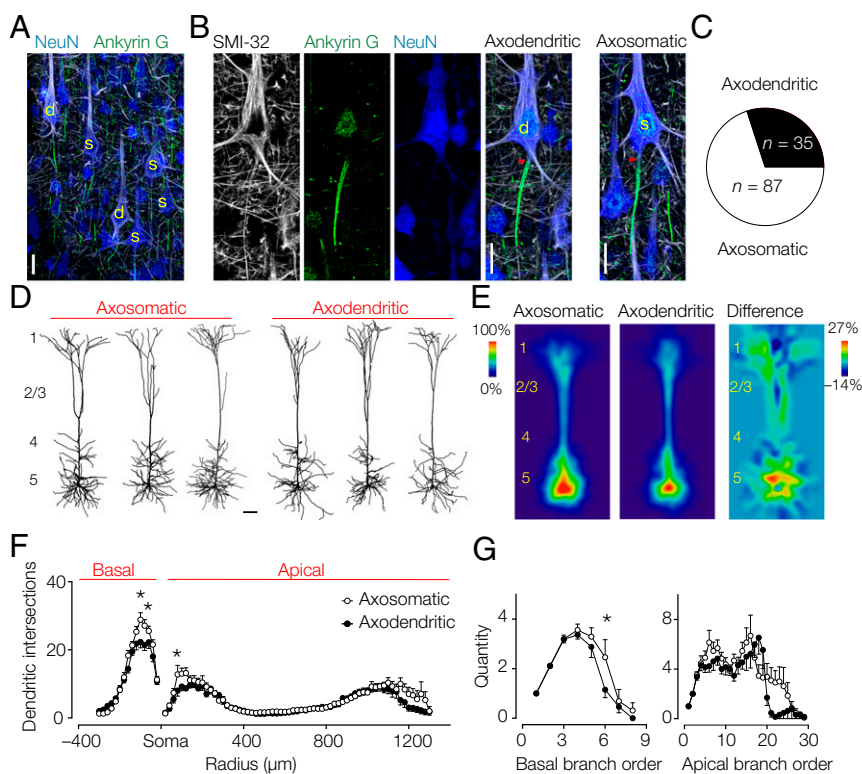 A
NeuN Ankyrin G
d
s
s
d
s
s
B
SMI-32 Ankyrin G NeuN Axodendritic Axosomatic
d
s
C
Axodendritic
n = 35
n = 87
Axosomatic
D
Axosomatic Axodendritic
1
2/3
4
5
E
Axosomatic Axodendritic Difference
100%
0%
27%
−14%
1
2/3
4
5
1
2/3
4
5
F
Basal Apical
* *
*
Axosomatic
Axodendritic
Dendritic intersections
40
20
0
−400 Soma 400 800 1200
Radius (µm)
G
*
Quantity
4
2
0
0 3 6 9
Basal branch order
8
4
0
0 10 20 30
Apical branch order